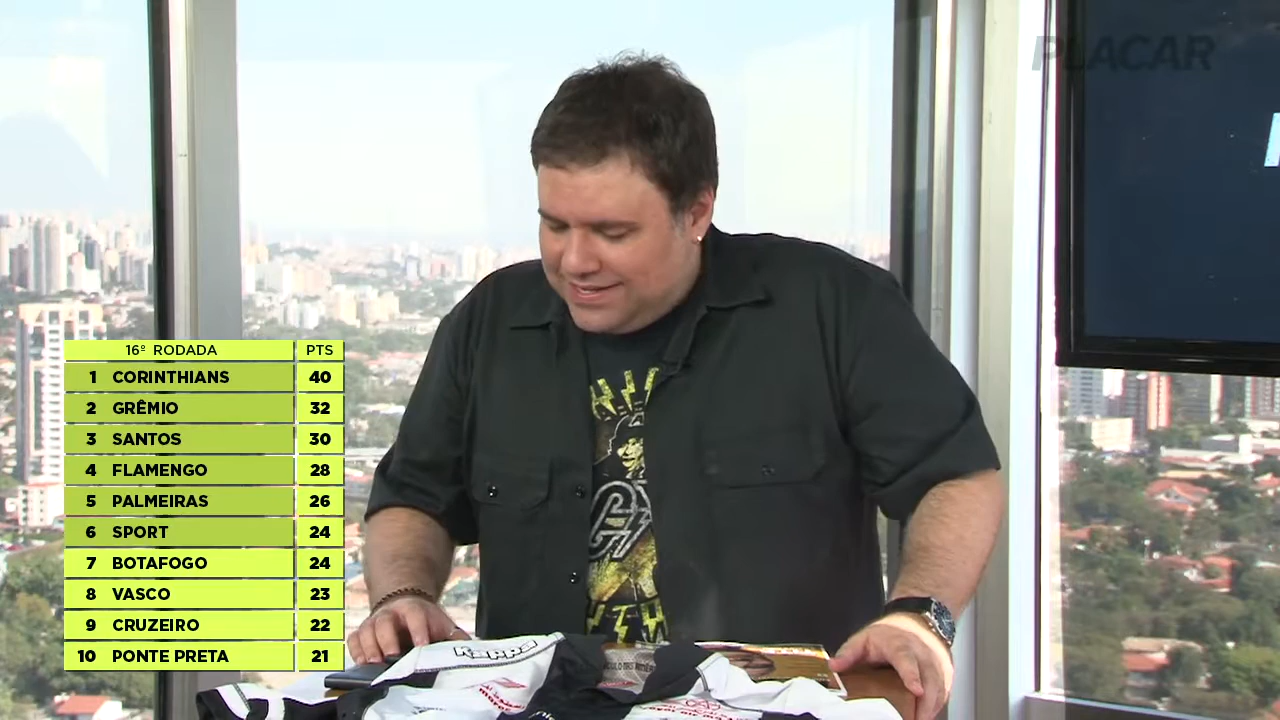 PLACAR
16ª RODADA PTS
1 CORINTHIANS 40
2 GRÊMIO 32
3 SANTOS 30
4 FLAMENGO 28
5 PALMEIRAS 26
6 SPORT 24
7 BOTAFOGO 24
8 VASCO 23
9 CRUZEIRO 22
10 PONTE PRETA 21
Kappa